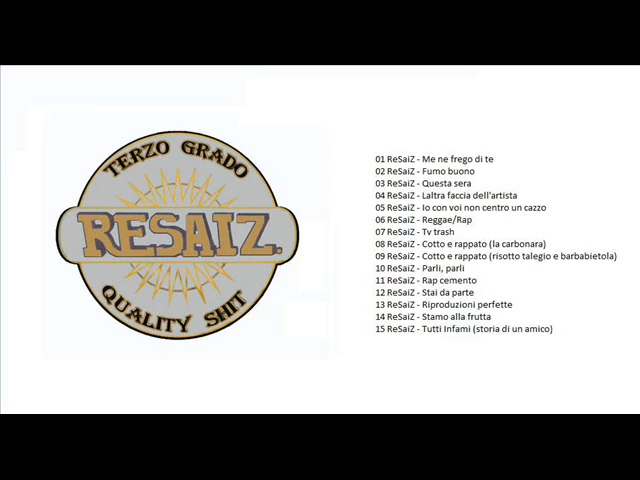 TERZO GRADO
RESAIZ.
QUALITY SHIT
01 ReSaiZ - Me ne frego di te
02 ReSaiZ - Fumo buono
03 ReSaiZ - Questa sera
04 ReSaiZ - Laltra faccia dell'artista
05 ReSaiZ - Io con voi non centro un cazzo
06 ReSaiZ - Reggae/Rap
07 ReSaiZ - Tv trash
08 ReSaiZ - Cotto e rappato (la carbonara)
09 ReSaiZ - Cotto e rappato (risotto talegio e barbabietola)
10 ReSaiZ - Parli, parli
11 ReSaiZ - Rap cemento
12 ReSaiZ - Stai da parte
13 ReSaiZ - Riproduzioni perfette
14 ReSaiZ - Stamo alla frutta
15 ReSaiZ - Tutti Infami (storia di un amico)